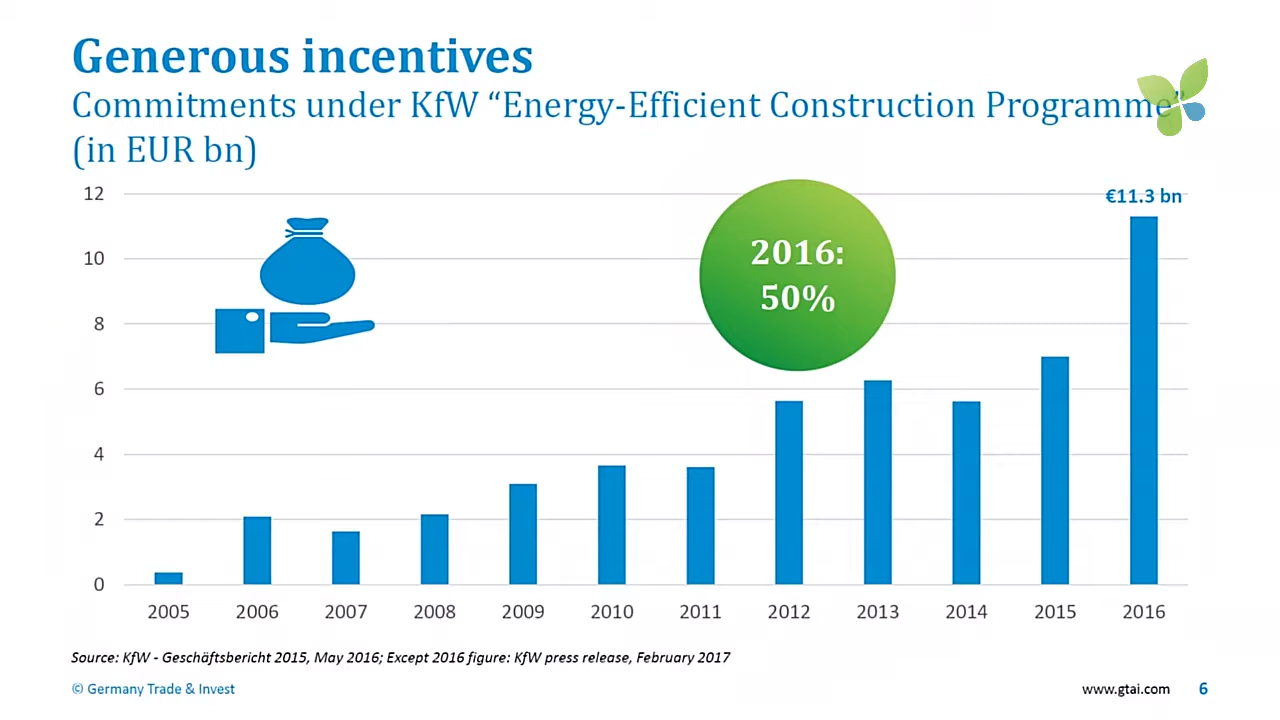 Generous incentives
Commitments under KfW “Energy-Efficient Construction Programme”
(in EUR bn)
12
€11.3 bn
2016:
50%
10
8
6
4
2
0
2005 2006 2007 2008 2009 2010 2011 2012 2013 2014 2015 2016
Source: KfW - Geschäftsbericht 2015, May 2016; Except 2016 figure: KfW press release, February 2017
© Germany Trade & Invest www.gtai.com 6